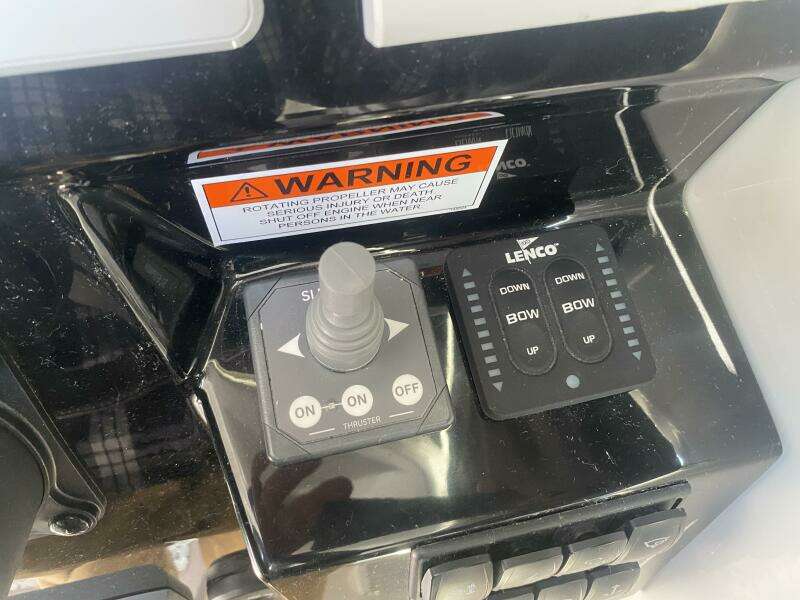 WARNING
ROTATING PROPELLER MAY CAUSE
SERIOUS INJURY OR DEATH
SHUT OFF ENGINE WHEN NEAR
PERSONS IN THE WATER
ON ON OFF
THRUSTER
LENCO
DOWN DOWN
BOW BOW
UP UP